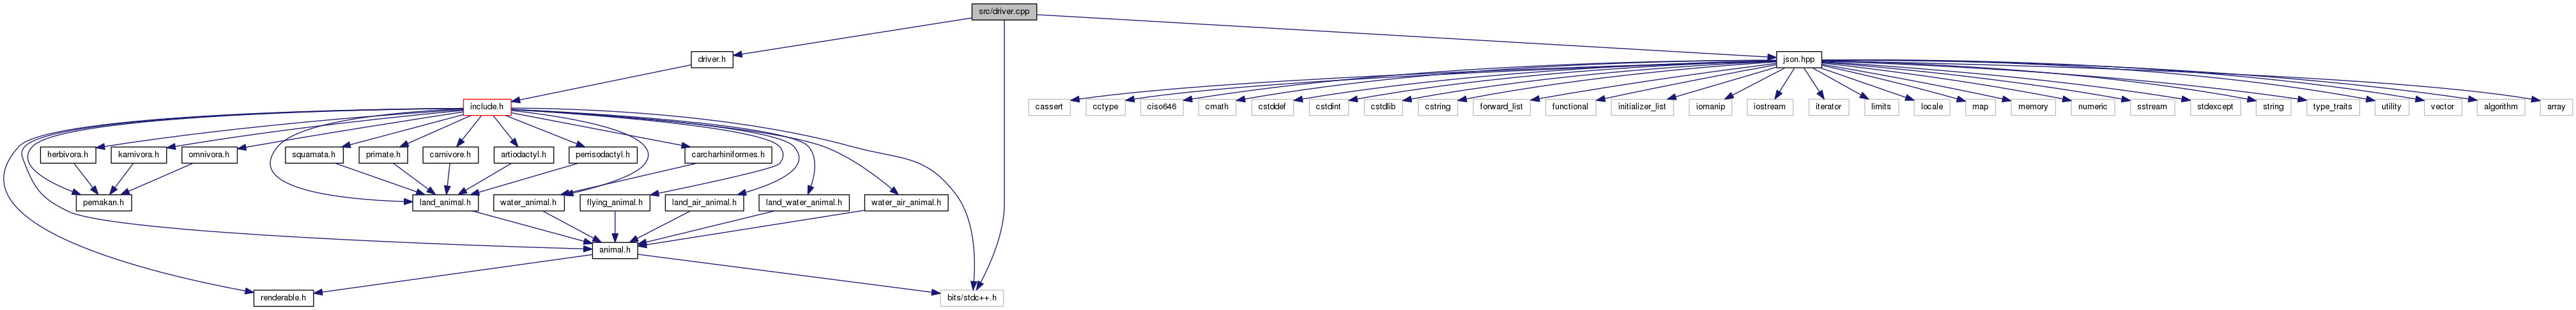 src/driver.cpp
driver.h
json.hpp
include.h
cassert
cctype
ciso646
cmath
cstddef
cstdint
cstdlib
cstring
forward_list
functional
initializer_list
iomanip
iostream
iterator
limits
locale
map
memory
numeric
sstream
stdexcept
string
type_traits
utility
vector
algorithm
array
herbivora.h
karnivora.h
omnivora.h
squamata.h
primate.h
carnivore.h
artiodactyl.h
perrisodactyl.h
carcharhiniformes.h
pemakan.h
land_animal.h
water_animal.h
flying_animal.h
land_air_animal.h
land_water_animal.h
water_air_animal.h
animal.h
renderable.h
bits/stdc++.h